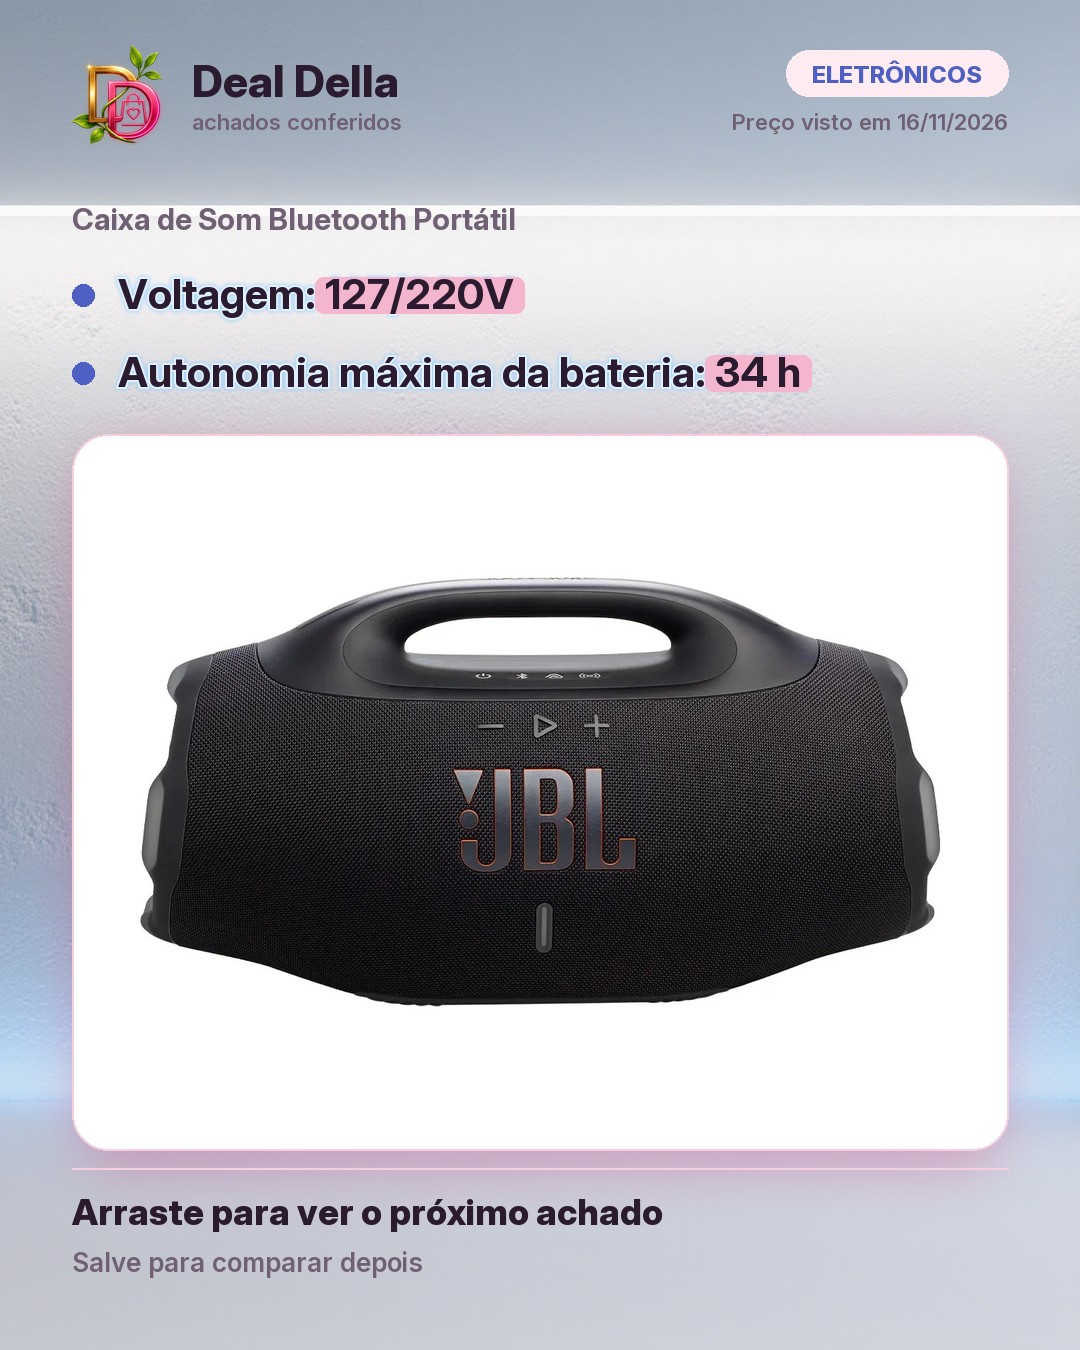 Deal Della
achados conferidos
ELETRÔNICOS
Preço visto em 16/11/2026
Caixa de Som Bluetooth Portátil
Voltagem: 127/220V
Autonomia máxima da bateria: 34 h
JBL
Arraste para ver o próximo achado
Salve para comparar depois